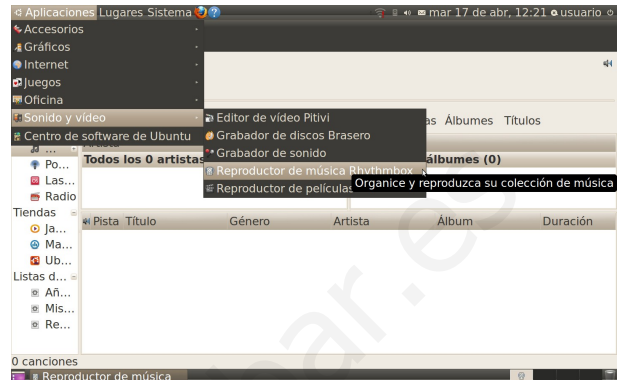 Aplicaciones Lugares Sistema mar 17 de abr, 12:21 usuario
Accesorios
Gráficos
Internet
Juegos
Oficina
Sonido y vídeo
Centro de software de Ubuntu
Editor de vídeo Pitivi
Grabador de discos Brasero
Grabador de sonido
Reproductor de música Rhythmbox
Reproductor de películas
Organice y reproduzca su colección de música
as Álbumes Títulos
Artista
Todos los 0 artistas
álbumes (0)
Po...
Las...
Radio
Tiendas
Ja...
Ma...
Ub...
Listas d...
Añ...
Mis...
Re...
Pista Título Género Artista Álbum Duración
0 canciones
Reproductor de música
bar.es